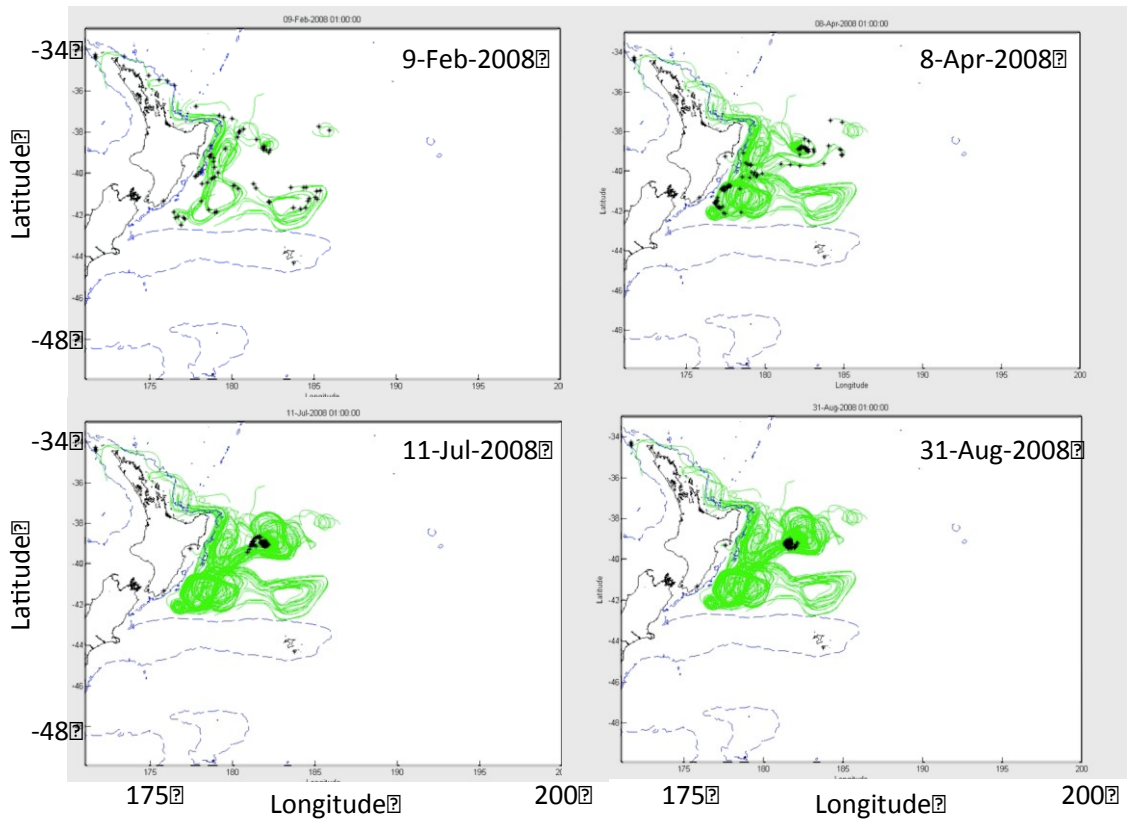 09-Feb-2008 01:00:00
9-Feb-2008⍰
-34⍰
-36
-38
-40
-42
-44
-46
-48⍰
Latitude⍰
175 180 185 190 195 20
Longitude
08-Apr-2008 01:00:00
8-Apr-2008⍰
-34
-36
-38
-40
-42
-44
-46
-48
Latitude
175 180 185 190 195 200
Longitude
11-Jul-2008 01:00:00
11-Jul-2008⍰
-34⍰
-36
-38
-40
-42
-44
-46
-48⍰
Latitude⍰
175 180 185 190 195 20
Longitude
31-Aug-2008 01:00:00
31-Aug-2008⍰
-34
-36
-38
-40
-42
-44
-46
-48
Latitude
175 180 185 190 195 200
Longitude
175⍰ Longitude⍰ 200⍰
175⍰ Longitude⍰ 200⍰